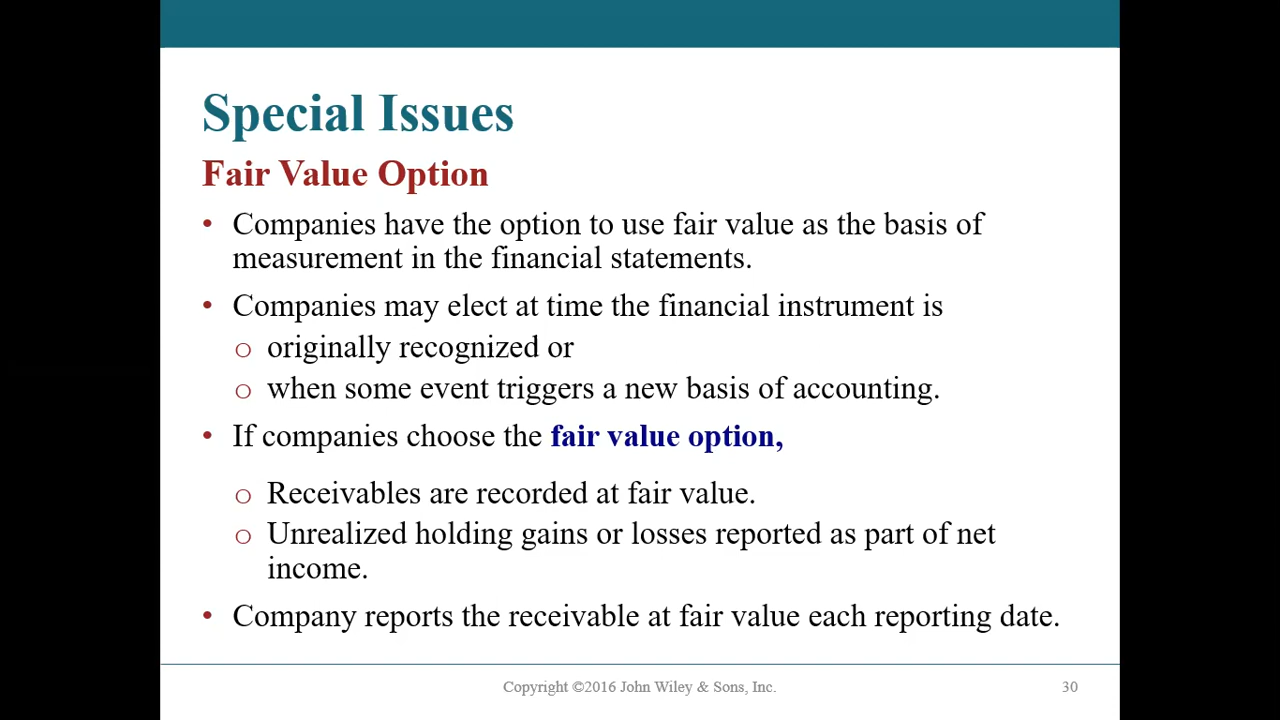 Special Issues
Fair Value Option
• Companies have the option to use fair value as the basis of
measurement in the financial statements.
• Companies may elect at time the financial instrument is
o originally recognized or
o when some event triggers a new basis of accounting.
• If companies choose the fair value option,
o Receivables are recorded at fair value.
o Unrealized holding gains or losses reported as part of net
income.
• Company reports the receivable at fair value each reporting date.
Copyright ©2016 John Wiley & Sons, Inc.
30